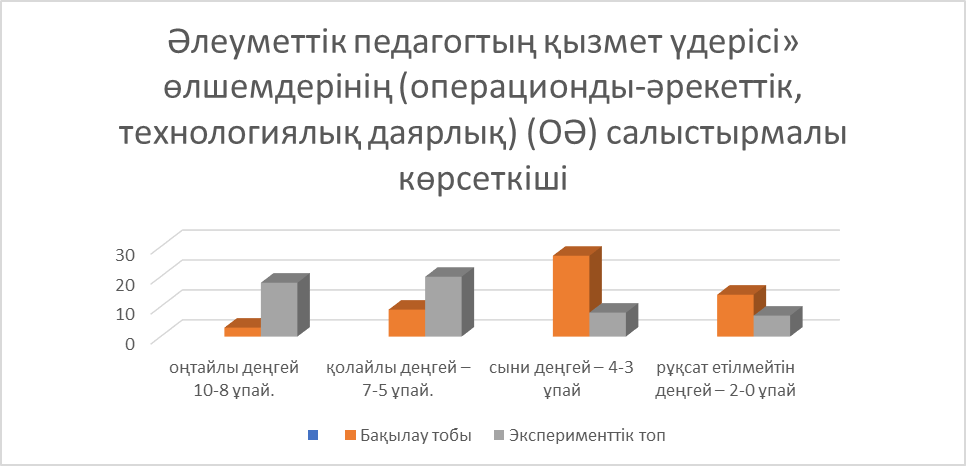 Әлеуметтік педагогтың қызмет үдерісі»
өлшемдерінің (операционды-әрекеттік,
технологиялық даярлық) (ОӘ) салыстырмалы
көрсеткіші
30
20
10
0
оңтайлы деңгей
10-8 ұпай.
қолайлы деңгей –
7-5 ұпай.
сыни деңгей – 4-3
ұпай
рұқсат етілмейтін
деңгей – 2-0 ұпай
Бақылау тобы
Эксперименттік топ